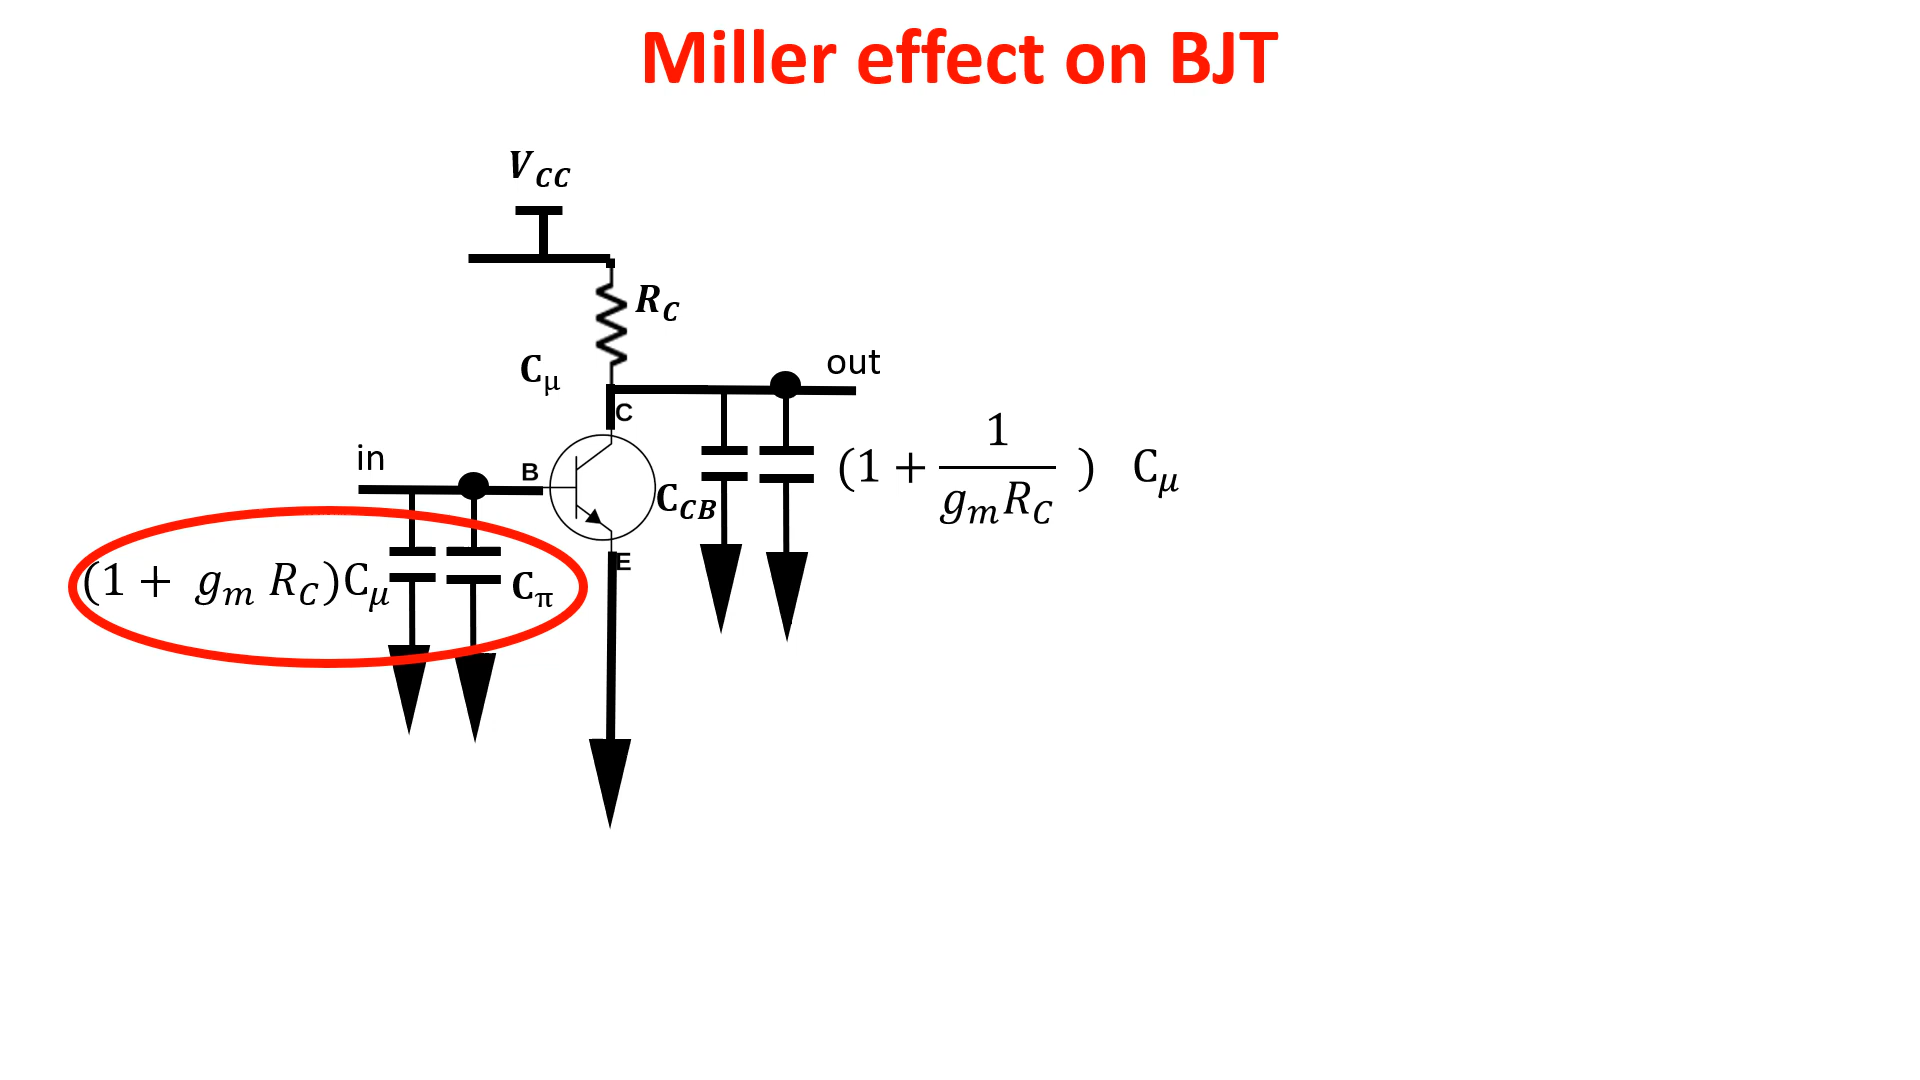 Miller effect on BJT
V_CC
R_C
C_μ
out
C
(1 + 1/(g_m R_C) ) C_μ
in
B
C_CB
E
(1 + g_m R_C)C_μ
C_π